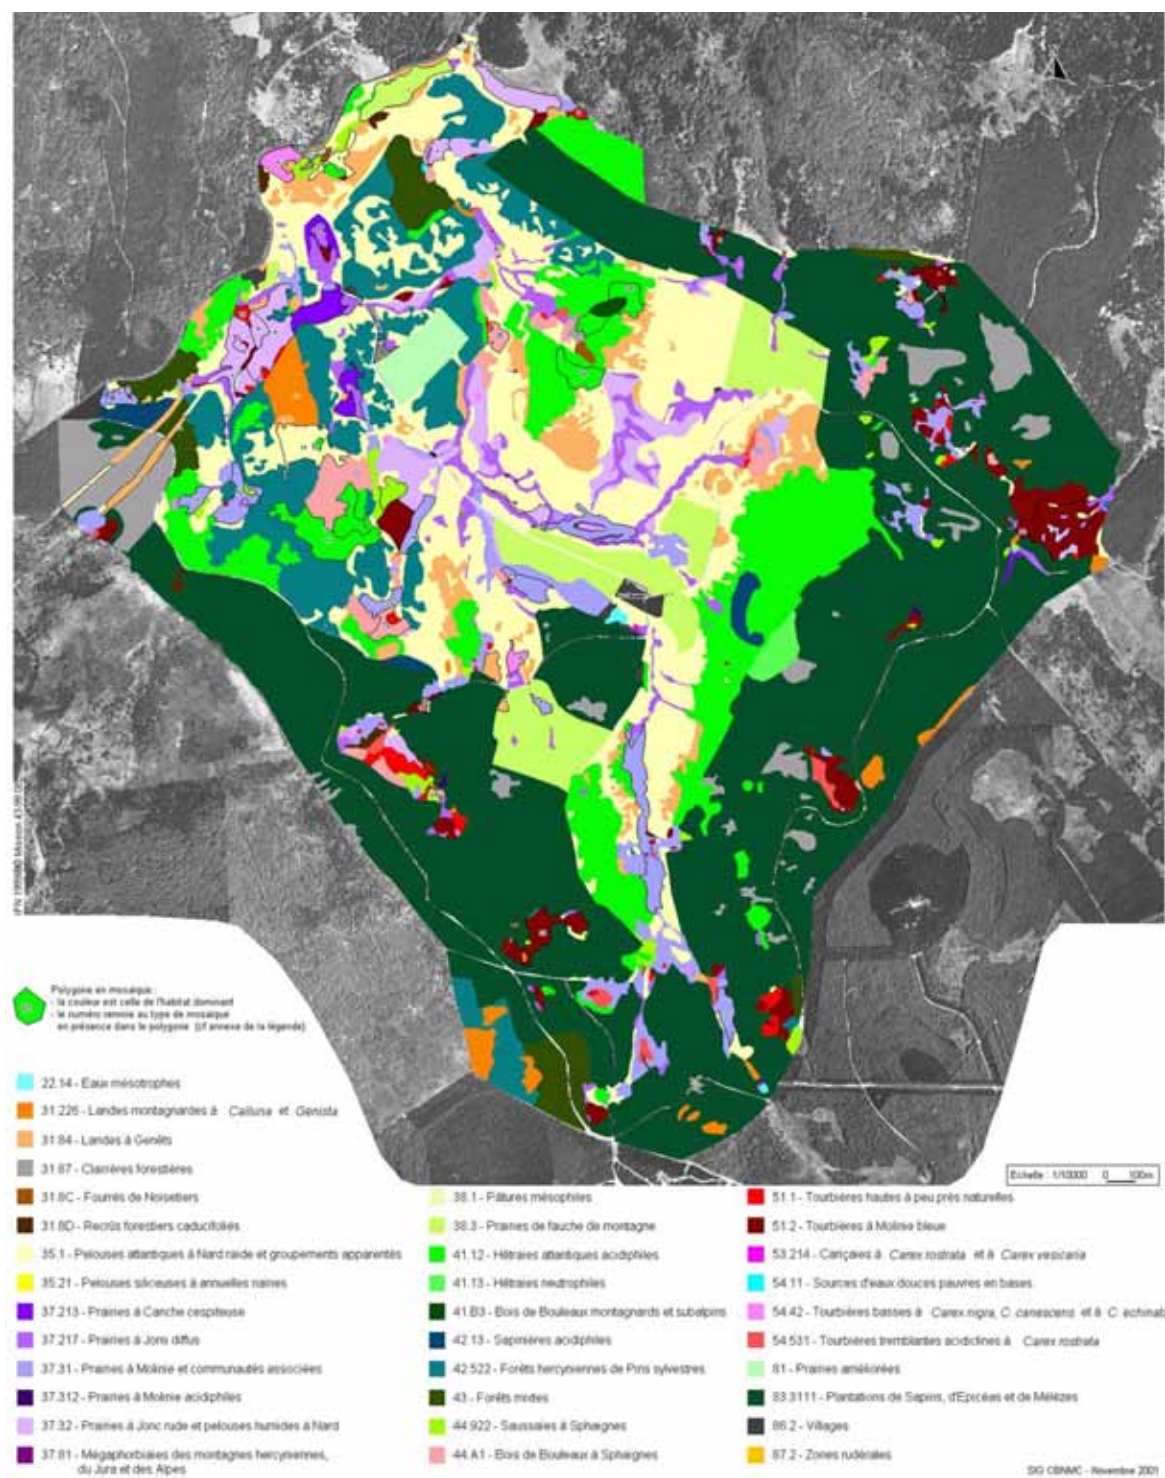 Polygone en mosaïque :
- la couleur est celle de l'habitat dominant
- le numéro renvoie au type de mosaïque
en présence dans le polygone (cf annexe de la légende)
22.14 - Eaux mésotrophes
31.226 - Landes montagnardes à Calluna et Genista
31.84 - Landes à Genêts
31.87 - Clairières forestières
31.8C - Fourrés de Noisetiers
31.8D - Recrûs forestiers caducifoliés
35.1 - Pelouses atlantiques à Nard raide et groupements apparentés
35.21 - Pelouses siliceuses à annuelles naines
37.213 - Prairies à Canche cespiteuse
37.217 - Prairies à Jonc diffus
37.31 - Prairies à Molinie et communautés associées
37.312 - Prairies à Molinie acidiphiles
37.32 - Prairies à Jonc rude et pelouses humides à Nard
37.81 - Mégaphorbiaies des montagnes hercyniennes,
du Jura et des Alpes
38.1 - Pâtures mésophiles
38.3 - Prairies de fauche de montagne
41.12 - Hêtraies atlantiques acidiphiles
41.13 - Hêtraies neutrophiles
41.B3 - Bois de Bouleaux montagnards et subalpins
42.13 - Sapinières acidiphiles
42.522 - Forêts hercyniennes de Pins sylvestres
43 - Forêts mixtes
44.922 - Saussaies à Sphaignes
44.A1 - Bois de Bouleaux à Sphaignes
Echelle : 1/10000 0 100m
51.1 - Tourbières hautes à peu près naturelles
51.2 - Tourbières à Molinie bleue
53.214 - Cariçaies à Carex rostrata et à Carex vesicaria
54.11 - Sources d'eaux douces pauvres en bases
54.42 - Tourbières basses à Carex nigra, C. canescens et à C. echinata
54.531 - Tourbières tremblantes acidiclines à Carex rostrata
81 - Prairies améliorées
83.3111 - Plantations de Sapins, d'Epicéas et de Mélèzes
86.2 - Villages
87.2 - Zones rudérales
SIG CBNMC - Novembre 2001